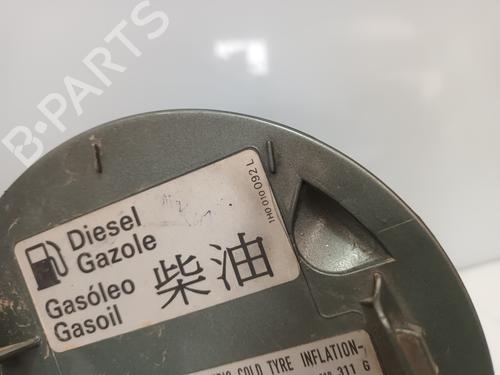 B-PARTS
Diesel
Gazole
Gasóleo
Gasoil
柴油
1H0 010 092 L
COLD TYRE INFLATION-
311 G